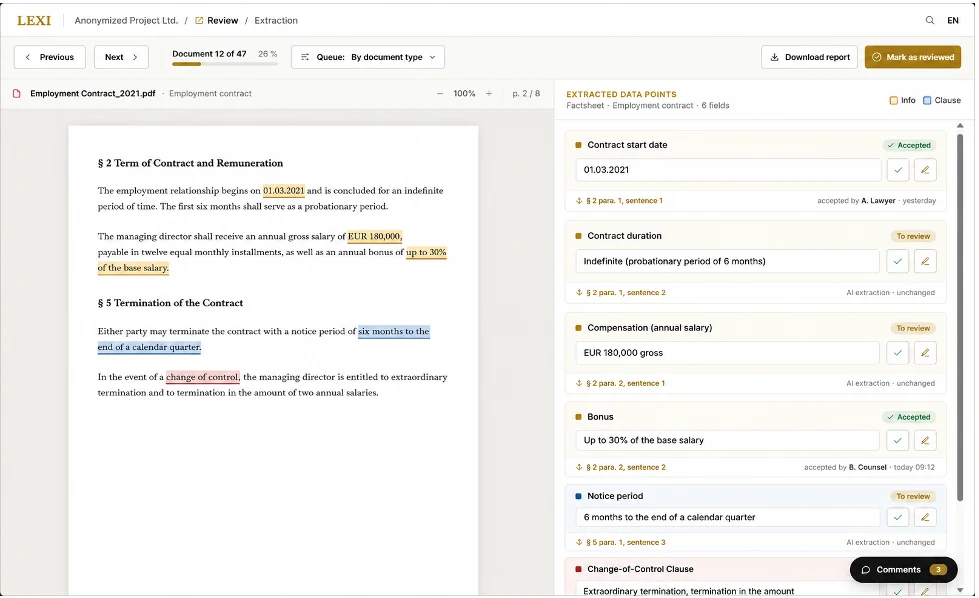 LEXI Anonymized Project Ltd. / Review / Extraction EN
Previous Next Document 12 of 47 26 % Queue: By document type Download report Mark as reviewed
Employment Contract_2021.pdf · Employment contract − 100% + p. 2 / 8
§ 2 Term of Contract and Remuneration
The employment relationship begins on 01.03.2021 and is concluded for an indefinite
period of time. The first six months shall serve as a probationary period.
The managing director shall receive an annual gross salary of EUR 180,000,
payable in twelve equal monthly installments, as well as an annual bonus of up to 30%
of the base salary.
§ 5 Termination of the Contract
Either party may terminate the contract with a notice period of six months to the
end of a calendar quarter.
In the event of a change of control, the managing director is entitled to extraordinary
termination and to termination in the amount of two annual salaries.
EXTRACTED DATA POINTS
Factsheet · Employment contract · 6 fields
Info Clause
Contract start date Accepted
01.03.2021
§ 2 para. 1, sentence 1 accepted by A. Lawyer · yesterday
Contract duration To review
Indefinite (probationary period of 6 months)
§ 2 para. 1, sentence 2 AI extraction · unchanged
Compensation (annual salary) To review
EUR 180,000 gross
§ 2 para. 2, sentence 1 AI extraction · unchanged
Bonus Accepted
Up to 30% of the base salary
§ 2 para. 2, sentence 2 accepted by B. Counsel · today 09:12
Notice period To review
6 months to the end of a calendar quarter
§ 5 para. 1, sentence 3 AI extraction · unchanged
Change-of-Control Clause
Extraordinary termination, termination in the amount
Comments 3